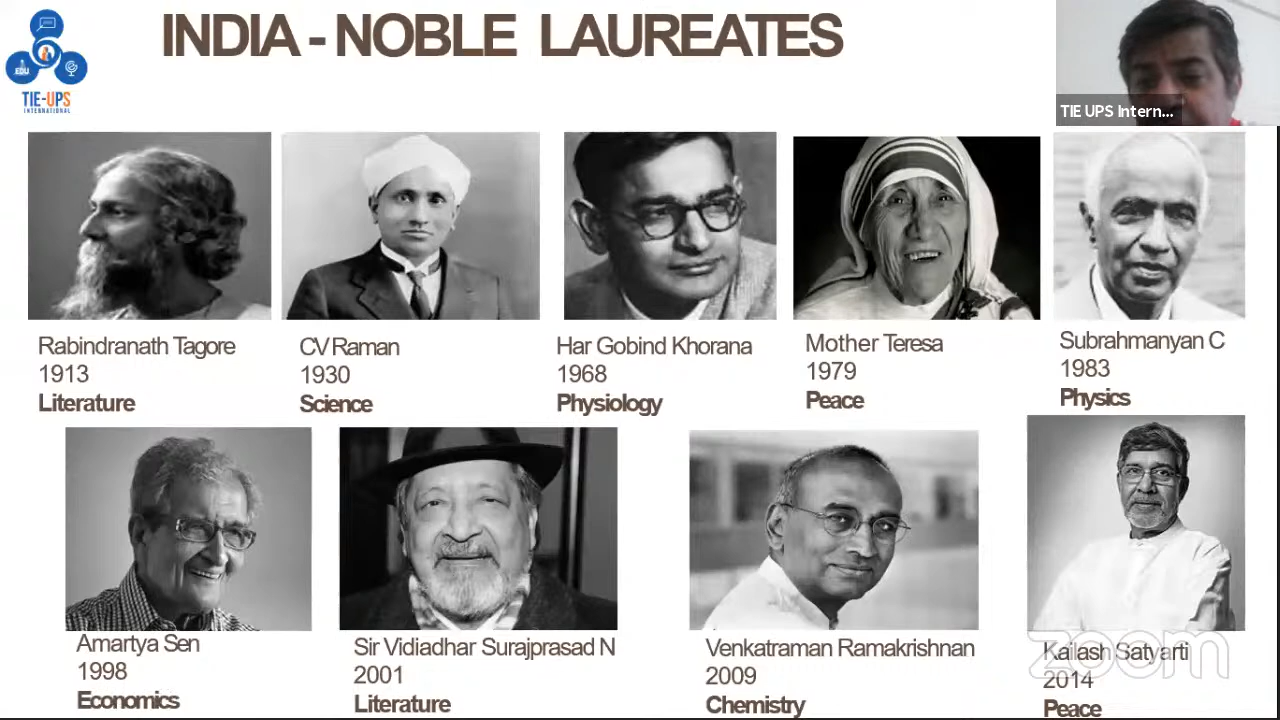 INDIA - NOBLE LAUREATES
EDU
TIE-UPS
INTERNATIONAL
TIE UPS Intern...
Rabindranath Tagore
1913
Literature
CV Raman
1930
Science
Har Gobind Khorana
1968
Physiology
Mother Teresa
1979
Peace
Subrahmanyan C
1983
Physics
Amartya Sen
1998
Economics
Sir Vidiadhar Surajprasad N
2001
Literature
Venkatraman Ramakrishnan
2009
Chemistry
Kailash Satyarti
2014
Peace
zoom